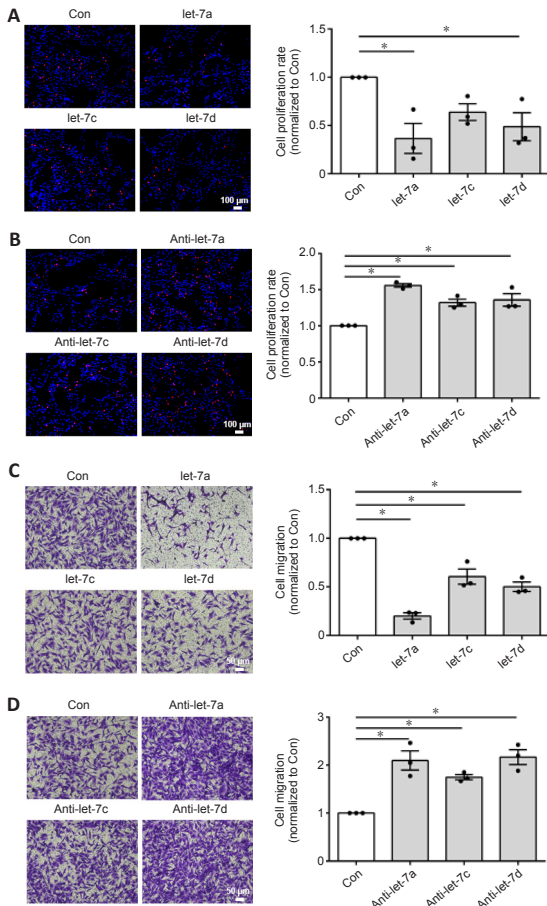 A
Con
let-7a
let-7c
let-7d
100 μm
Cell proliferation rate
(normalized to Con)
1.5
1.0
0.5
0
*
*
Con
let-7a
let-7c
let-7d
B
Con
Anti-let-7a
Anti-let-7c
Anti-let-7d
100 μm
Cell proliferation rate
(normalized to Con)
2.0
1.5
1.0
0.5
0
*
*
*
Con
Anti-let-7a
Anti-let-7c
Anti-let-7d
C
Con
let-7a
let-7c
let-7d
50 μm
Cell migration
(normalized to Con)
1.5
1.0
0.5
0
*
*
*
Con
let-7a
let-7c
let-7d
D
Con
Anti-let-7a
Anti-let-7c
Anti-let-7d
50 μm
Cell migration
(normalized to Con)
3
2
1
0
*
*
*
Con
Anti-let-7a
Anti-let-7c
Anti-let-7d